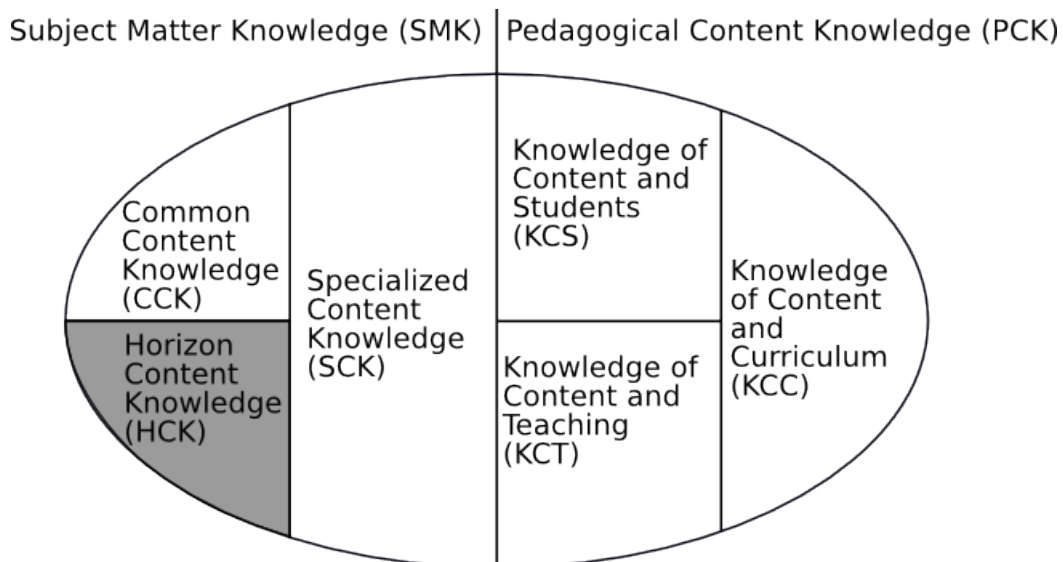 Subject Matter Knowledge (SMK)
Pedagogical Content Knowledge (PCK)
Common
Content
Knowledge
(CCK)
Horizon
Content
Knowledge
(HCK)
Specialized
Content
Knowledge
(SCK)
Knowledge of
Content and
Students
(KCS)
Knowledge of
Content and
Teaching
(KCT)
Knowledge
of Content
and
Curriculum
(KCC)